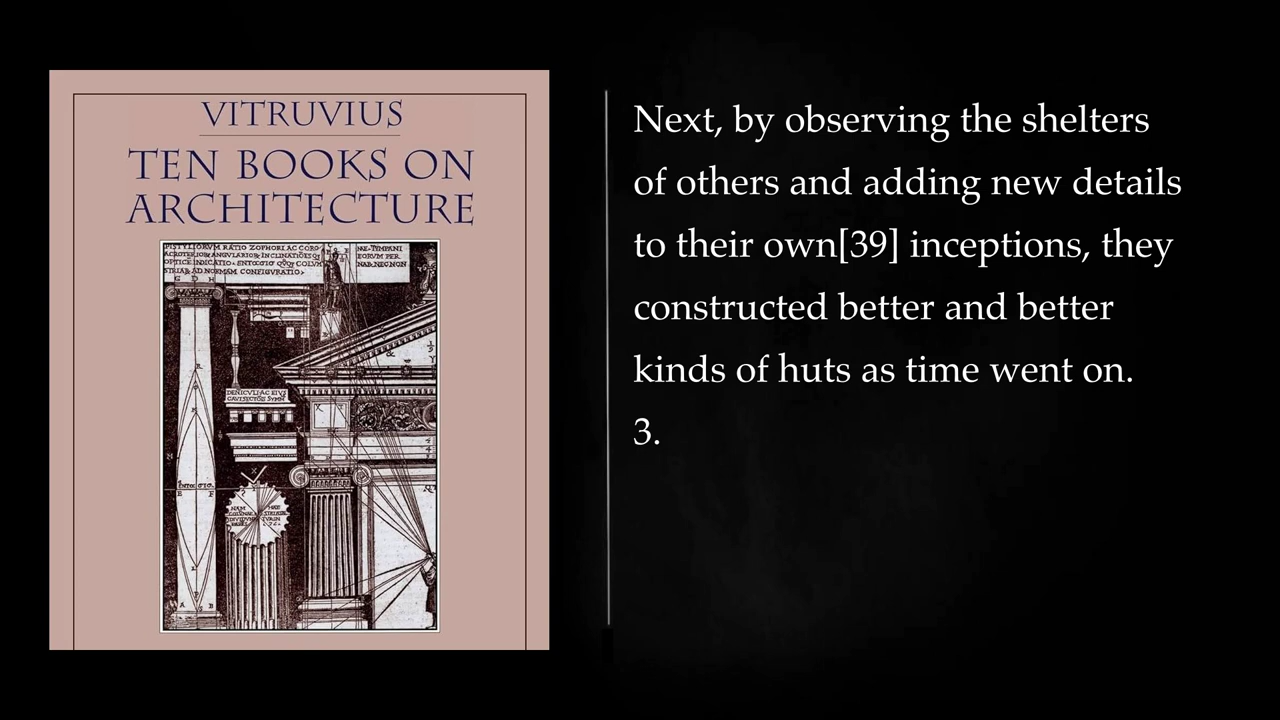 VITRUVIUS
TEN BOOKS ON
ARCHITECTURE
Next, by observing the shelters
of others and adding new details
to their own[39] inceptions, they
constructed better and better
kinds of huts as time went on.
3.